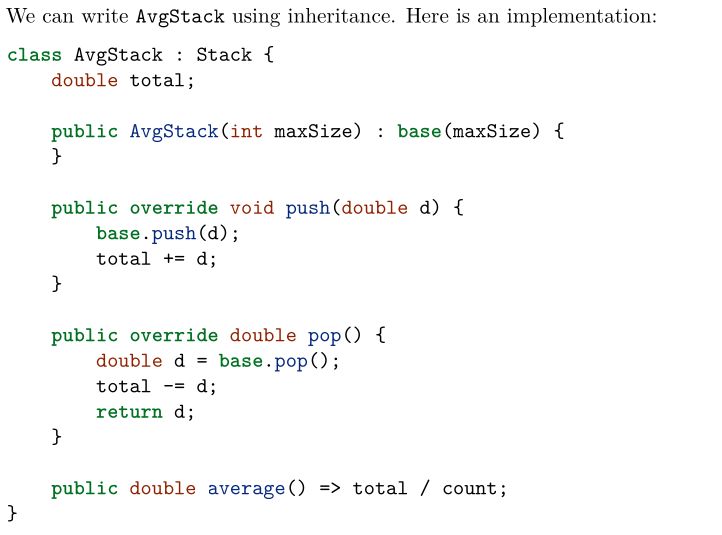 We can write AvgStack using inheritance. Here is an implementation:
class AvgStack : Stack {
    double total;
    public AvgStack(int maxSize) : base(maxSize) {
    }
    public override void push(double d) {
        base.push(d);
        total += d;
    }
    public override double pop() {
        double d = base.pop();
        total -= d;
        return d;
    }
    public double average() => total / count;
}